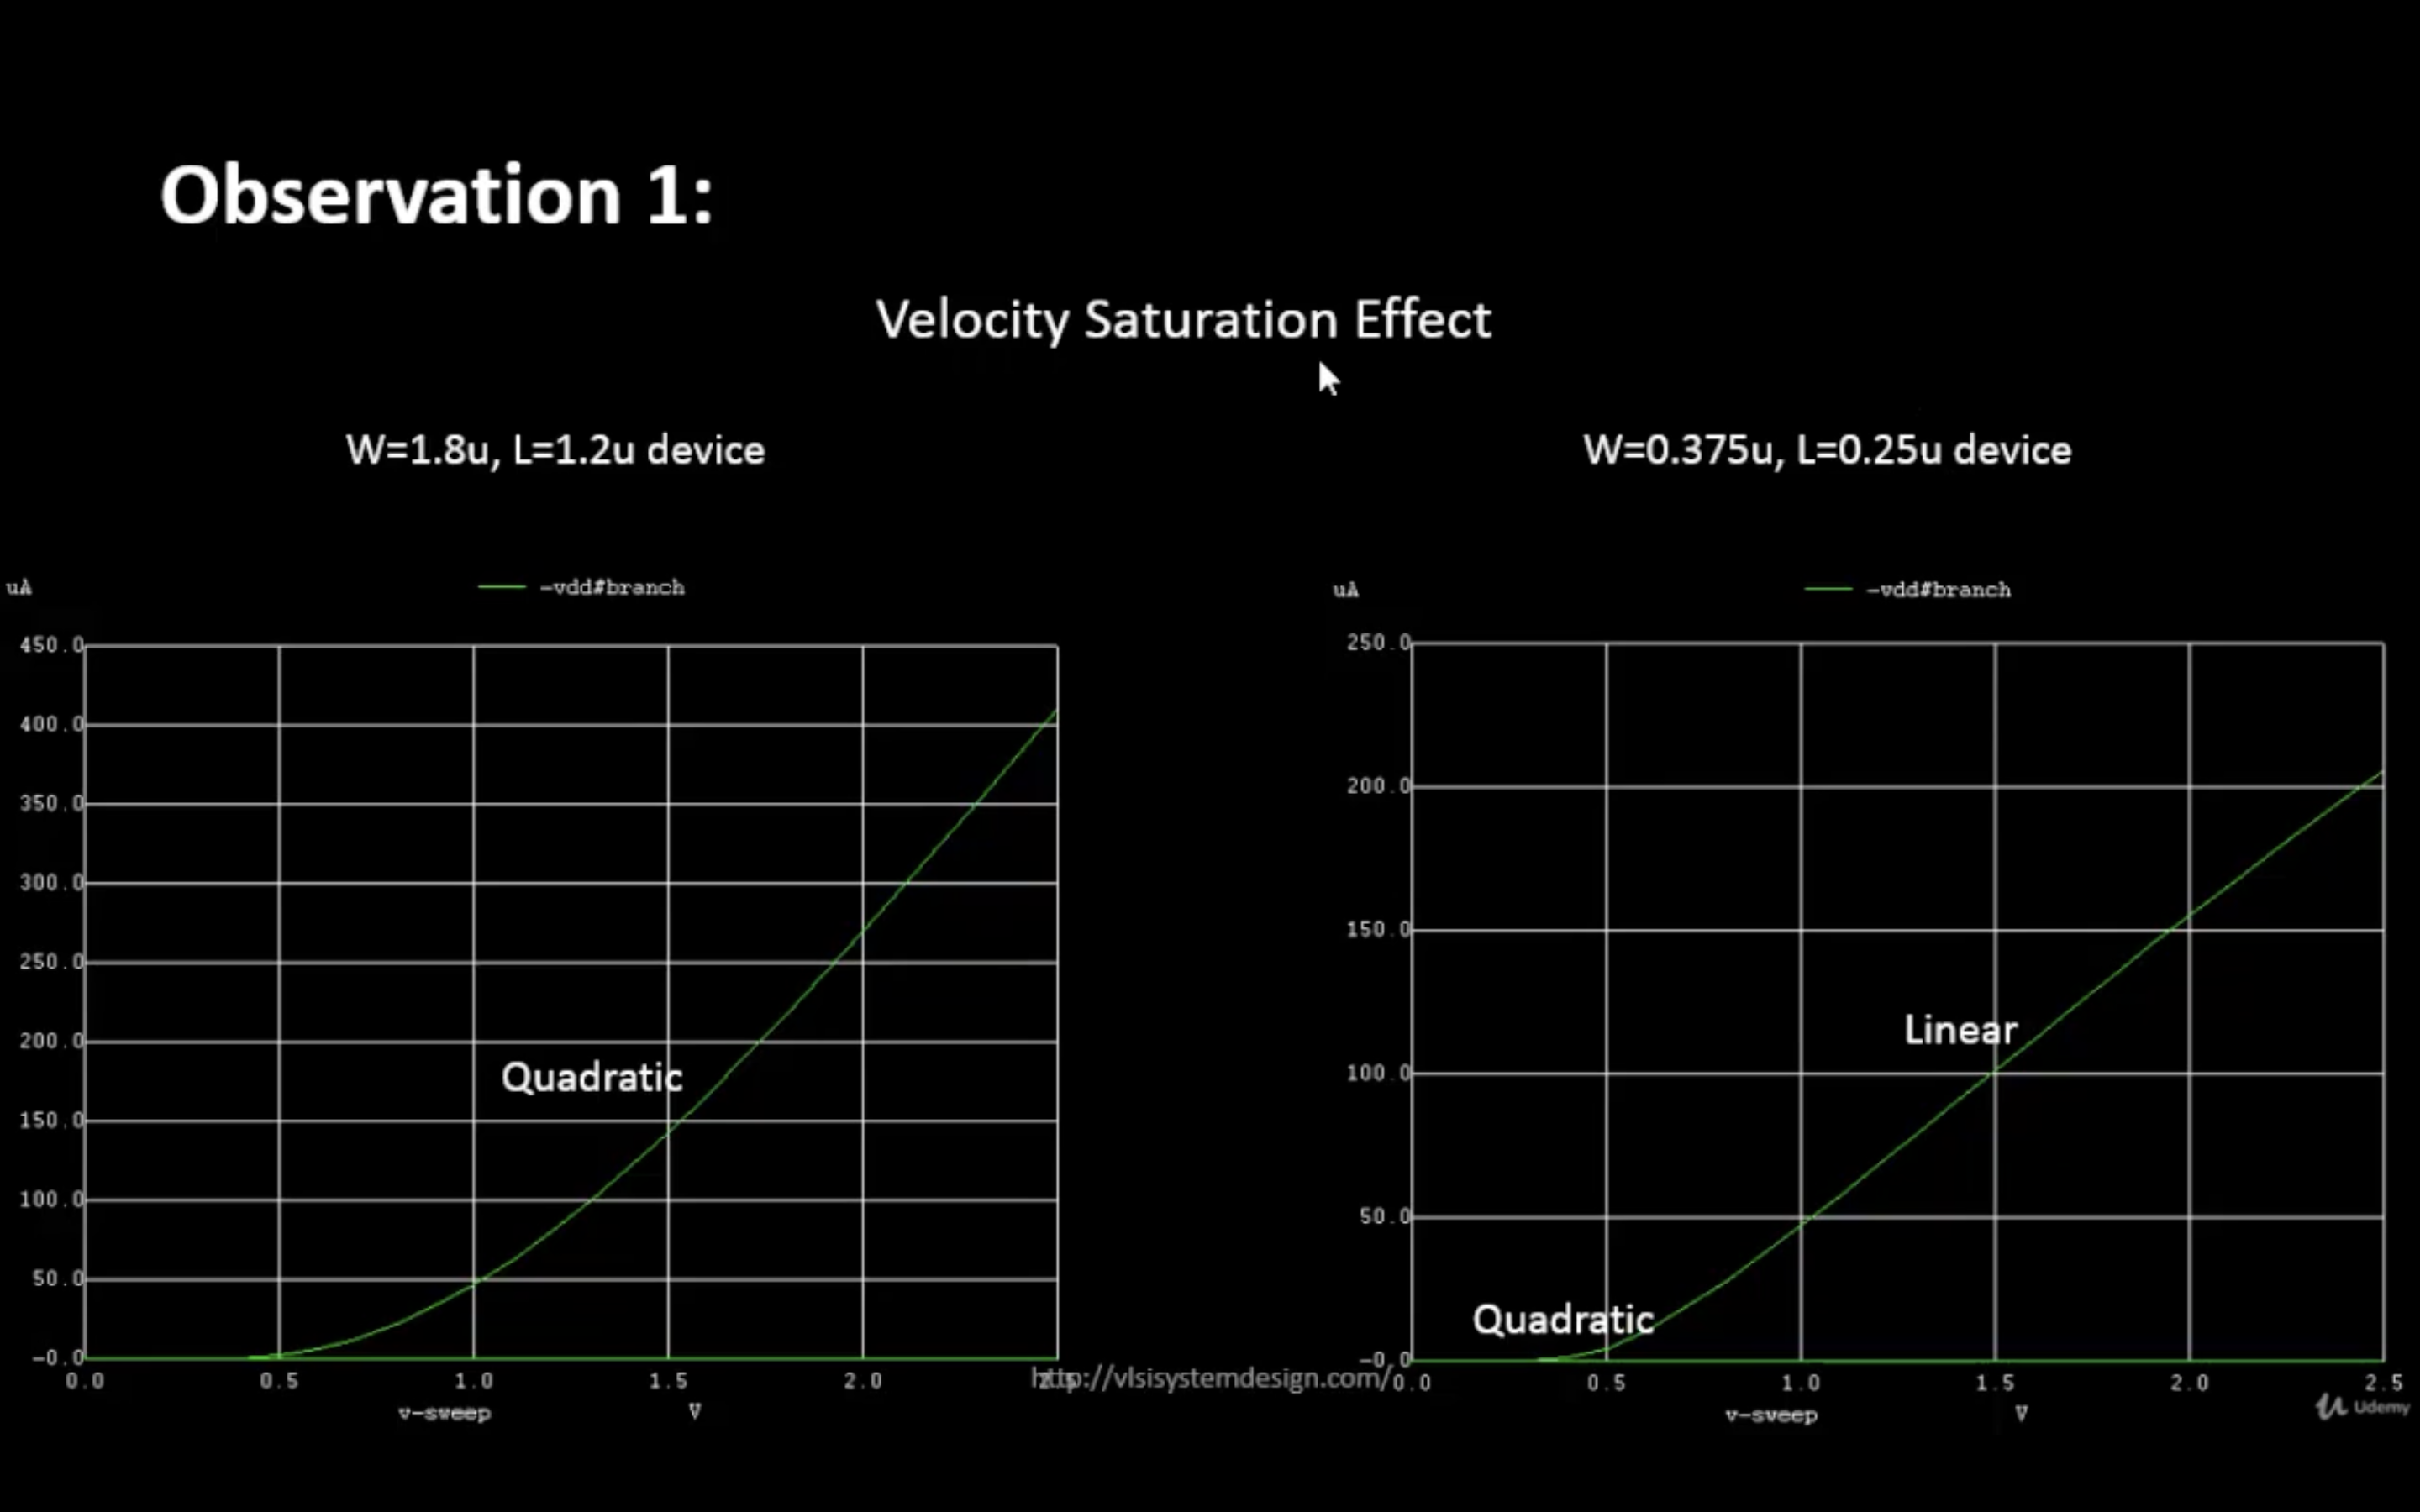 Observation 1:
Velocity Saturation Effect
W=1.8u, L=1.2u device
W=0.375u, L=0.25u device
uA
-vdd#branch
450.0
400.0
350.0
300.0
250.0
200.0
150.0
100.0
50.0
-0.0
0.0 0.5 1.0 1.5 2.0 2.5
v-sweep V
Quadratic
uA
-vdd#branch
250.0
200.0
150.0
100.0
50.0
-0.0
0.0 0.5 1.0 1.5 2.0 2.5
v-sweep V
Linear
Quadratic
http://vlsisystemdesign.com/
Udemy